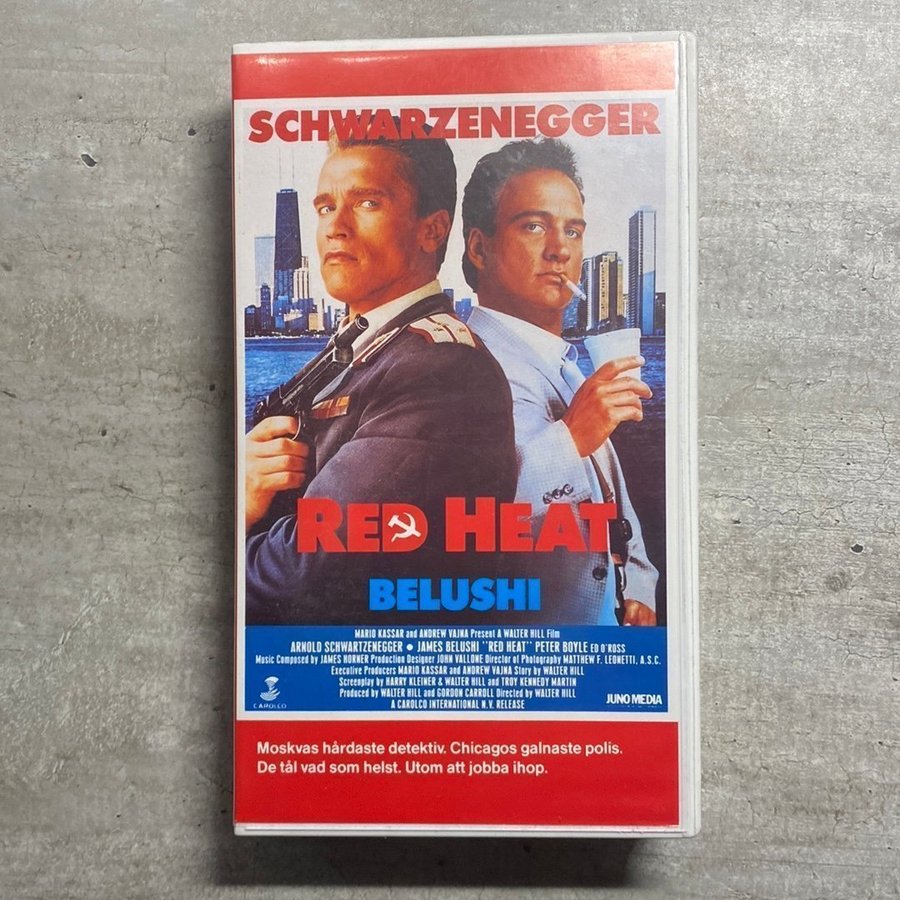 SCHWARZENEGGER
RED HEAT
BELUSHI
MARIO KASSAR and ANDREW VAJNA Present A WALTER HILL Film
ARNOLD SCHWARTZENEGGER • JAMES BELUSHI "RED HEAT" PETER BOYLE ED O'ROSS
Music Composed by JAMES HORNER Production Designer JOHN VALLONE Director of Photography MATTHEW F. LEONETTI, A.S.C.
Executive Producers MARIO KASSAR and ANDREW VAJNA Story by WALTER HILL
Screenplay by HARRY KLEINER & WALTER HILL and TROY KENNEDY MARTIN
Produced by WALTER HILL and GORDON CARROLL Directed by WALTER HILL
A CAROLCO INTERNATIONAL N.V. RELEASE
CAROLCO
JUNO MEDIA
Moskvas hårdaste detektiv. Chicagos galnaste polis.
De tål vad som helst. Utom att jobba ihop.